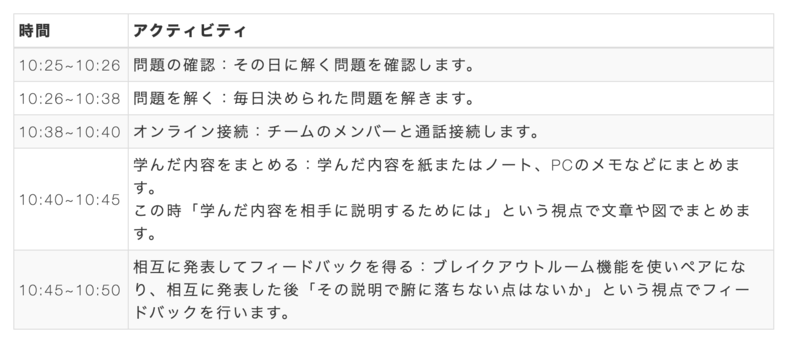 時間 アクティビティ
10:25~10:26 問題の確認：その日に解く問題を確認します。
10:26~10:38 問題を解く：毎日決められた問題を解きます。
10:38~10:40 オンライン接続：チームのメンバーと通話接続します。
10:40~10:45 学んだ内容をまとめる：学んだ内容を紙またはノート、PCのメモなどにまとめま
す。
この時「学んだ内容を相手に説明するためには」という視点で文章や図でまとめま
す。
10:45~10:50 相互に発表してフィードバックを得る：ブレイクアウトルーム機能を使いペアにな
り、相互に発表した後「その説明で腑に落ちない点はないか」という視点でフィー
ドバックを行います。